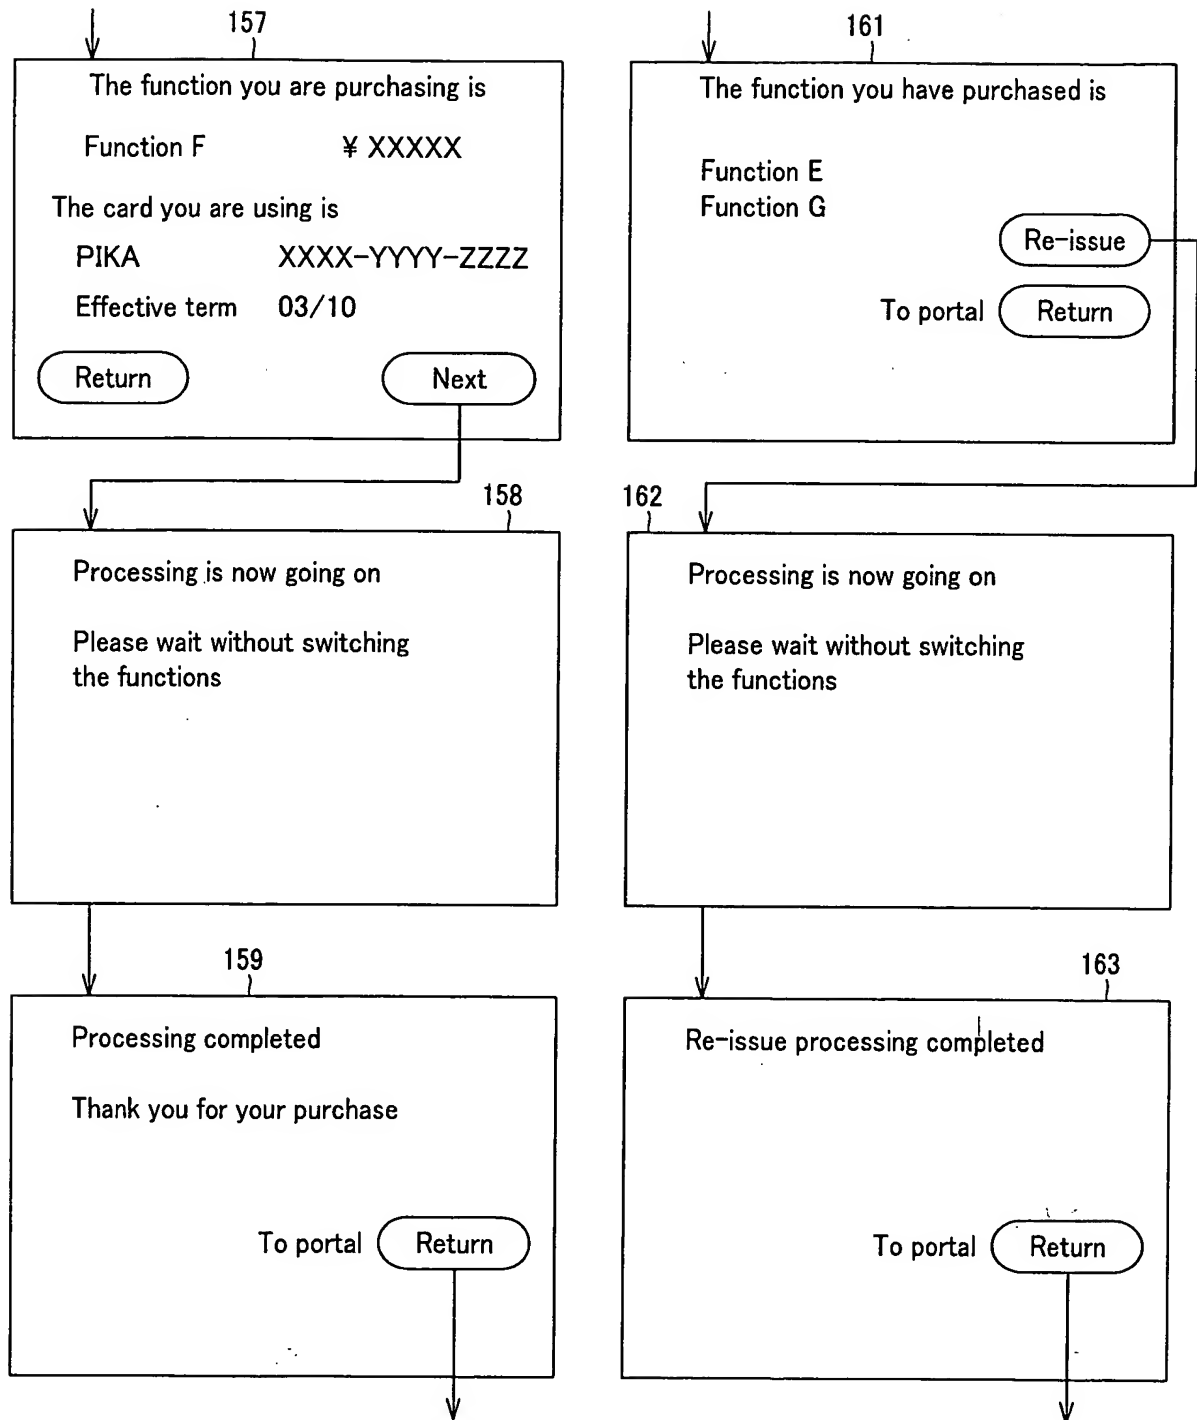 157
The function you are purchasing is
Function F ¥ XXXXX
The card you are using is
PIKA XXXX-YYYY-ZZZZ
Effective term 03/10
Return Next
158
Processing is now going on
Please wait without switching
the functions
159
Processing completed
Thank you for your purchase
To portal Return
161
The function you have purchased is
Function E
Function G
Re-issue
To portal Return
162
Processing is now going on
Please wait without switching
the functions
163
Re-issue processing completed
To portal Return